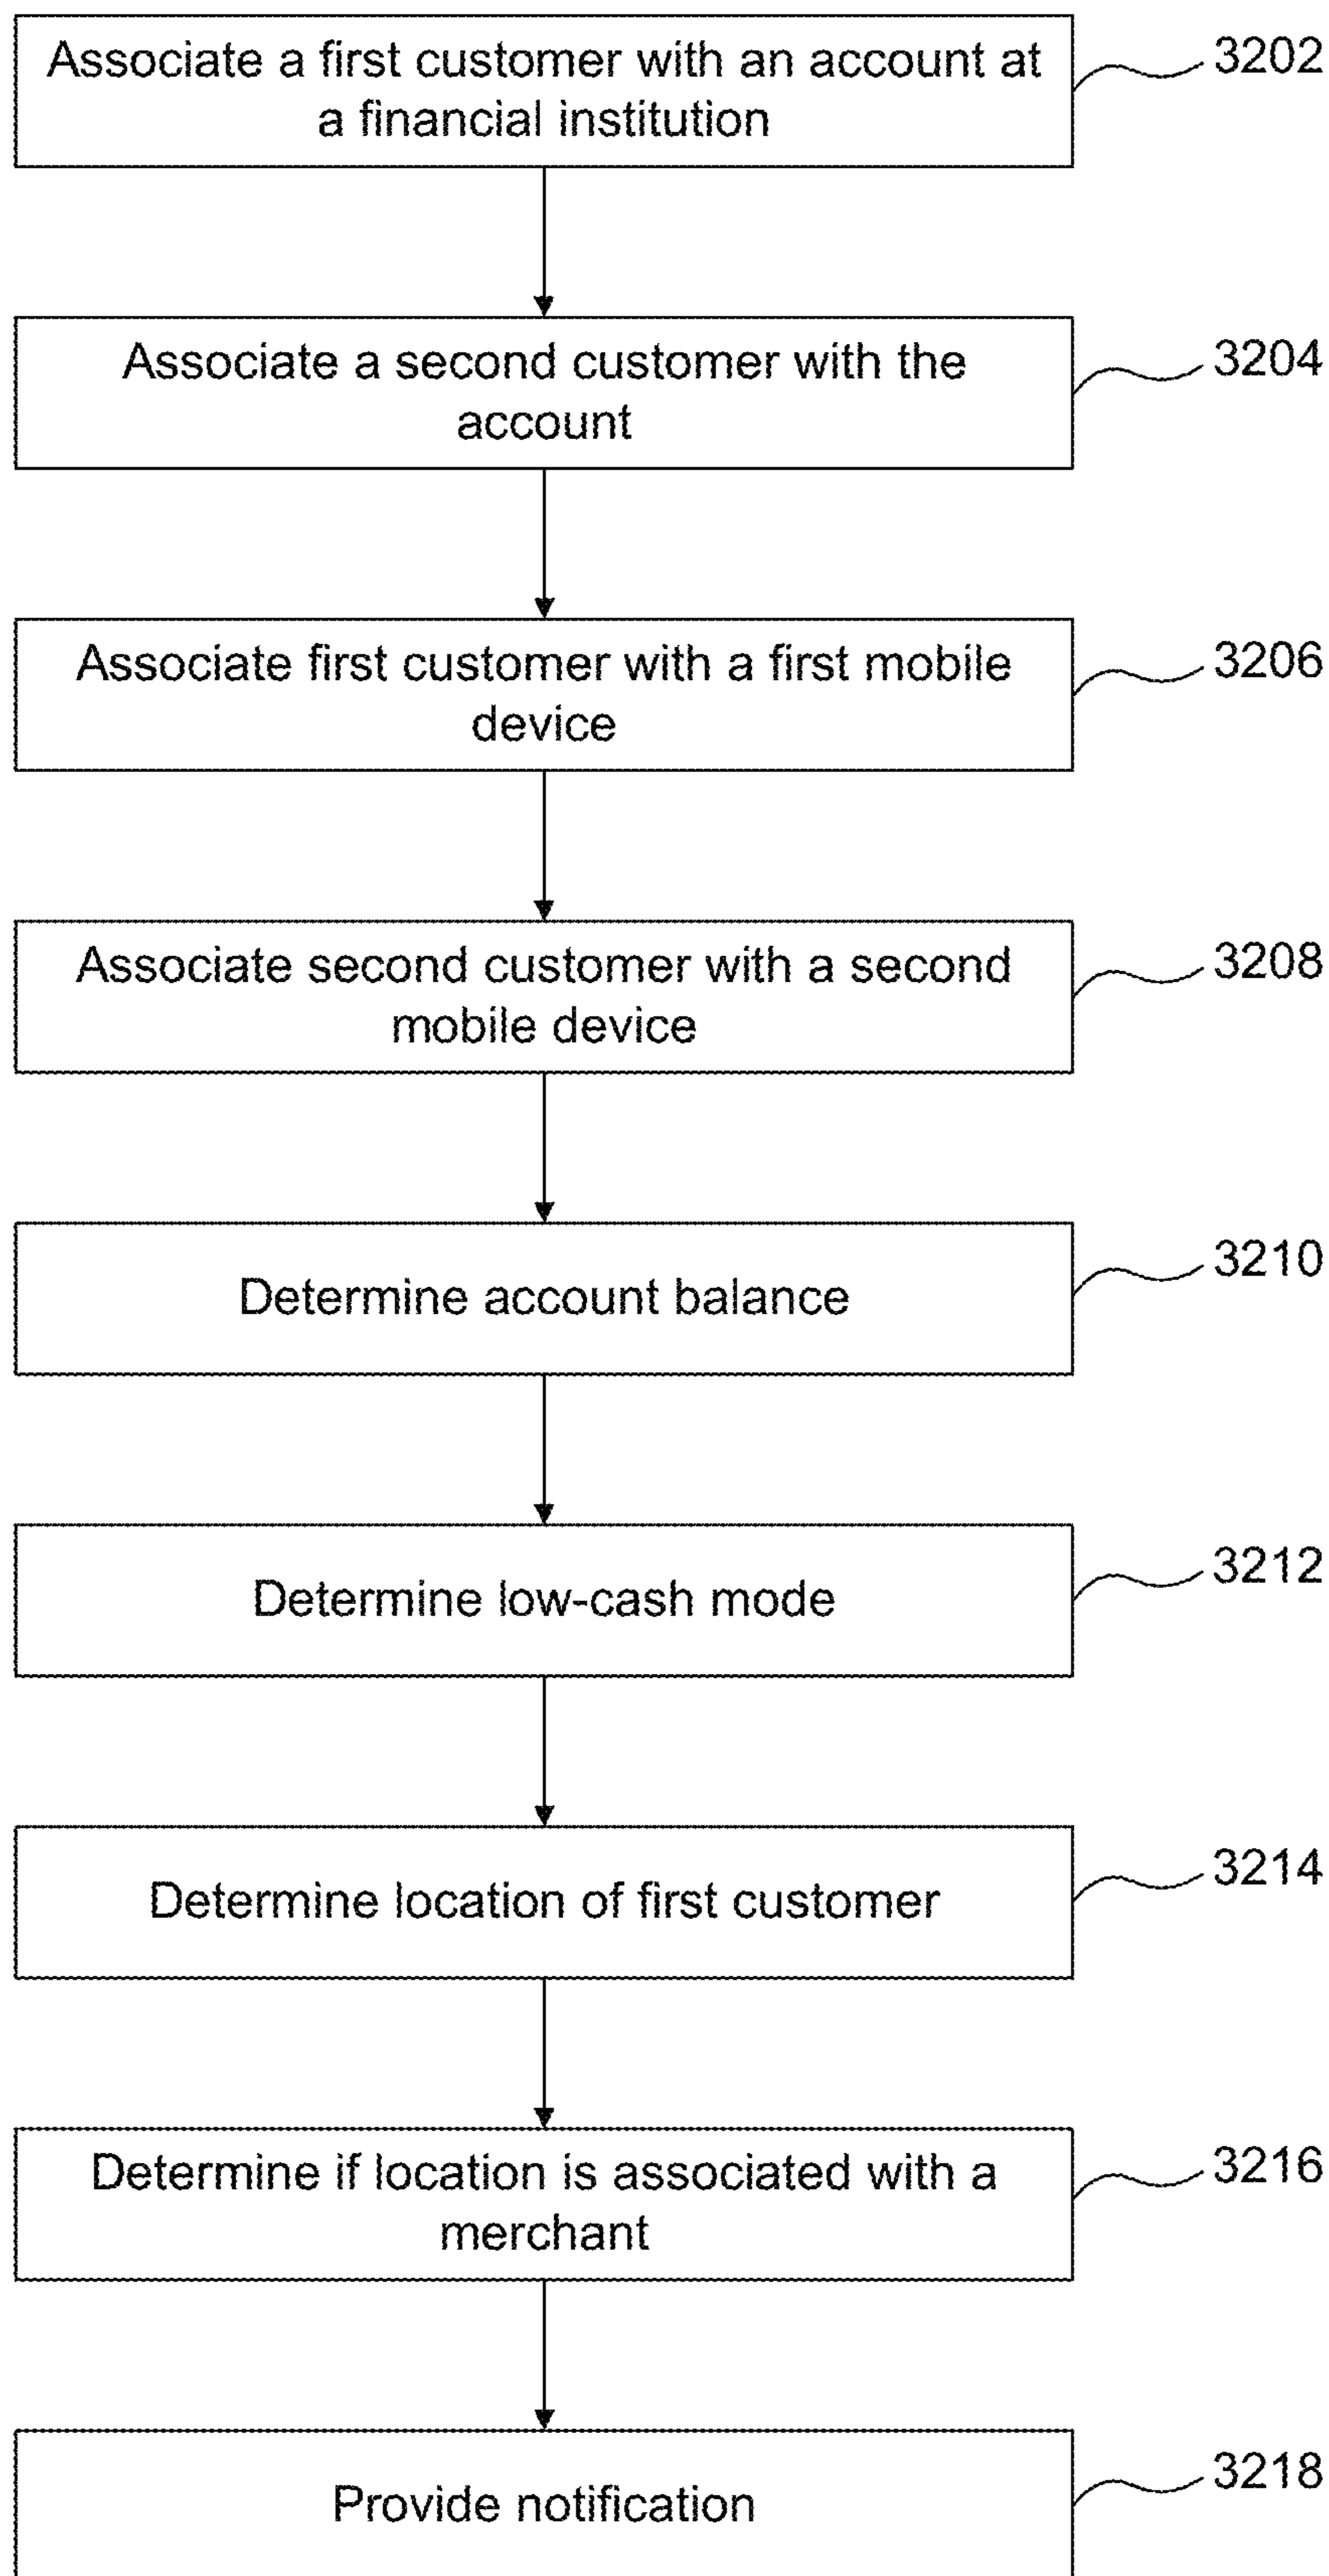 Associate a first customer with an account at
a financial institution
3202
Associate a second customer with the
account
3204
Associate first customer with a first mobile
device
3206
Associate second customer with a second
mobile device
3208
Determine account balance
3210
Determine low-cash mode
3212
Determine location of first customer
3214
Determine if location is associated with a
merchant
3216
Provide notification
3218